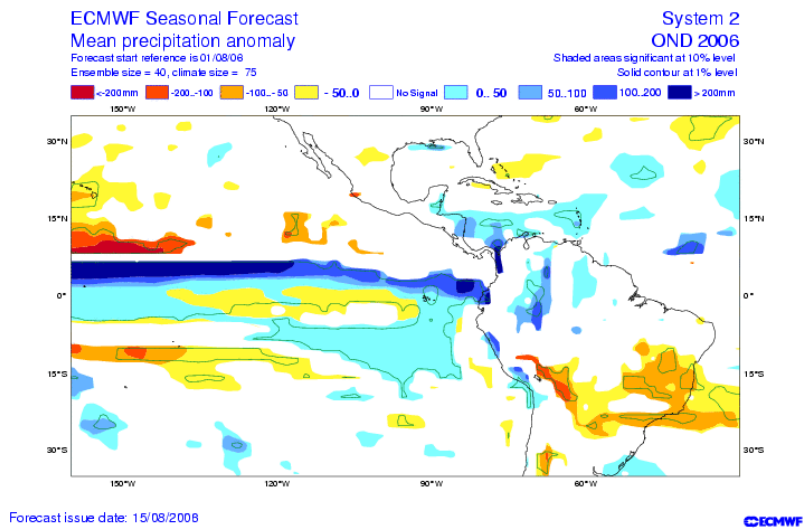 ECMWF Seasonal Forecast
System 2
Mean precipitation anomaly
OND 2006
Forecast start reference is 01/08/06
Shaded areas significant at 10% level
Ensemble size = 40, climate size = 75
Solid contour at 1% level
<-200mm -200..-100 -100..-50 -50..0 No Signal 0..50 50..100 100..200 > 200mm
150°W 120°W 90°W 60°W
30°N 30°N
15°N 15°N
0° 0°
15°S 15°S
30°S 30°S
150°W 120°W 90°W 60°W
Forecast issue date: 15/08/2006
ECMWF